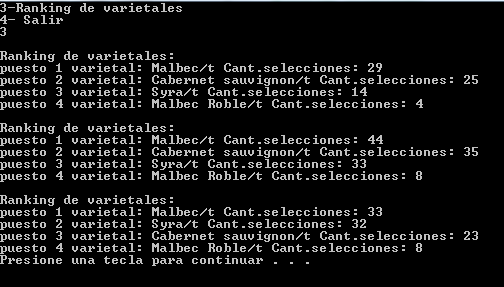 3-Ranking de varietales
4- Salir
3
Ranking de varietales:
puesto 1 varietal: Malbec/t Cant.selecciones: 29
puesto 2 varietal: Cabernet sauvignon/t Cant.selecciones: 25
puesto 3 varietal: Syra/t Cant.selecciones: 14
puesto 4 varietal: Malbec Roble/t Cant.selecciones: 4
Ranking de varietales:
puesto 1 varietal: Malbec/t Cant.selecciones: 44
puesto 2 varietal: Cabernet sauvignon/t Cant.selecciones: 35
puesto 3 varietal: Syra/t Cant.selecciones: 33
puesto 4 varietal: Malbec Roble/t Cant.selecciones: 8
Ranking de varietales:
puesto 1 varietal: Malbec/t Cant.selecciones: 33
puesto 2 varietal: Syra/t Cant.selecciones: 32
puesto 3 varietal: Cabernet sauvignon/t Cant.selecciones: 23
puesto 4 varietal: Malbec Roble/t Cant.selecciones: 8
Presione una tecla para continuar . . .